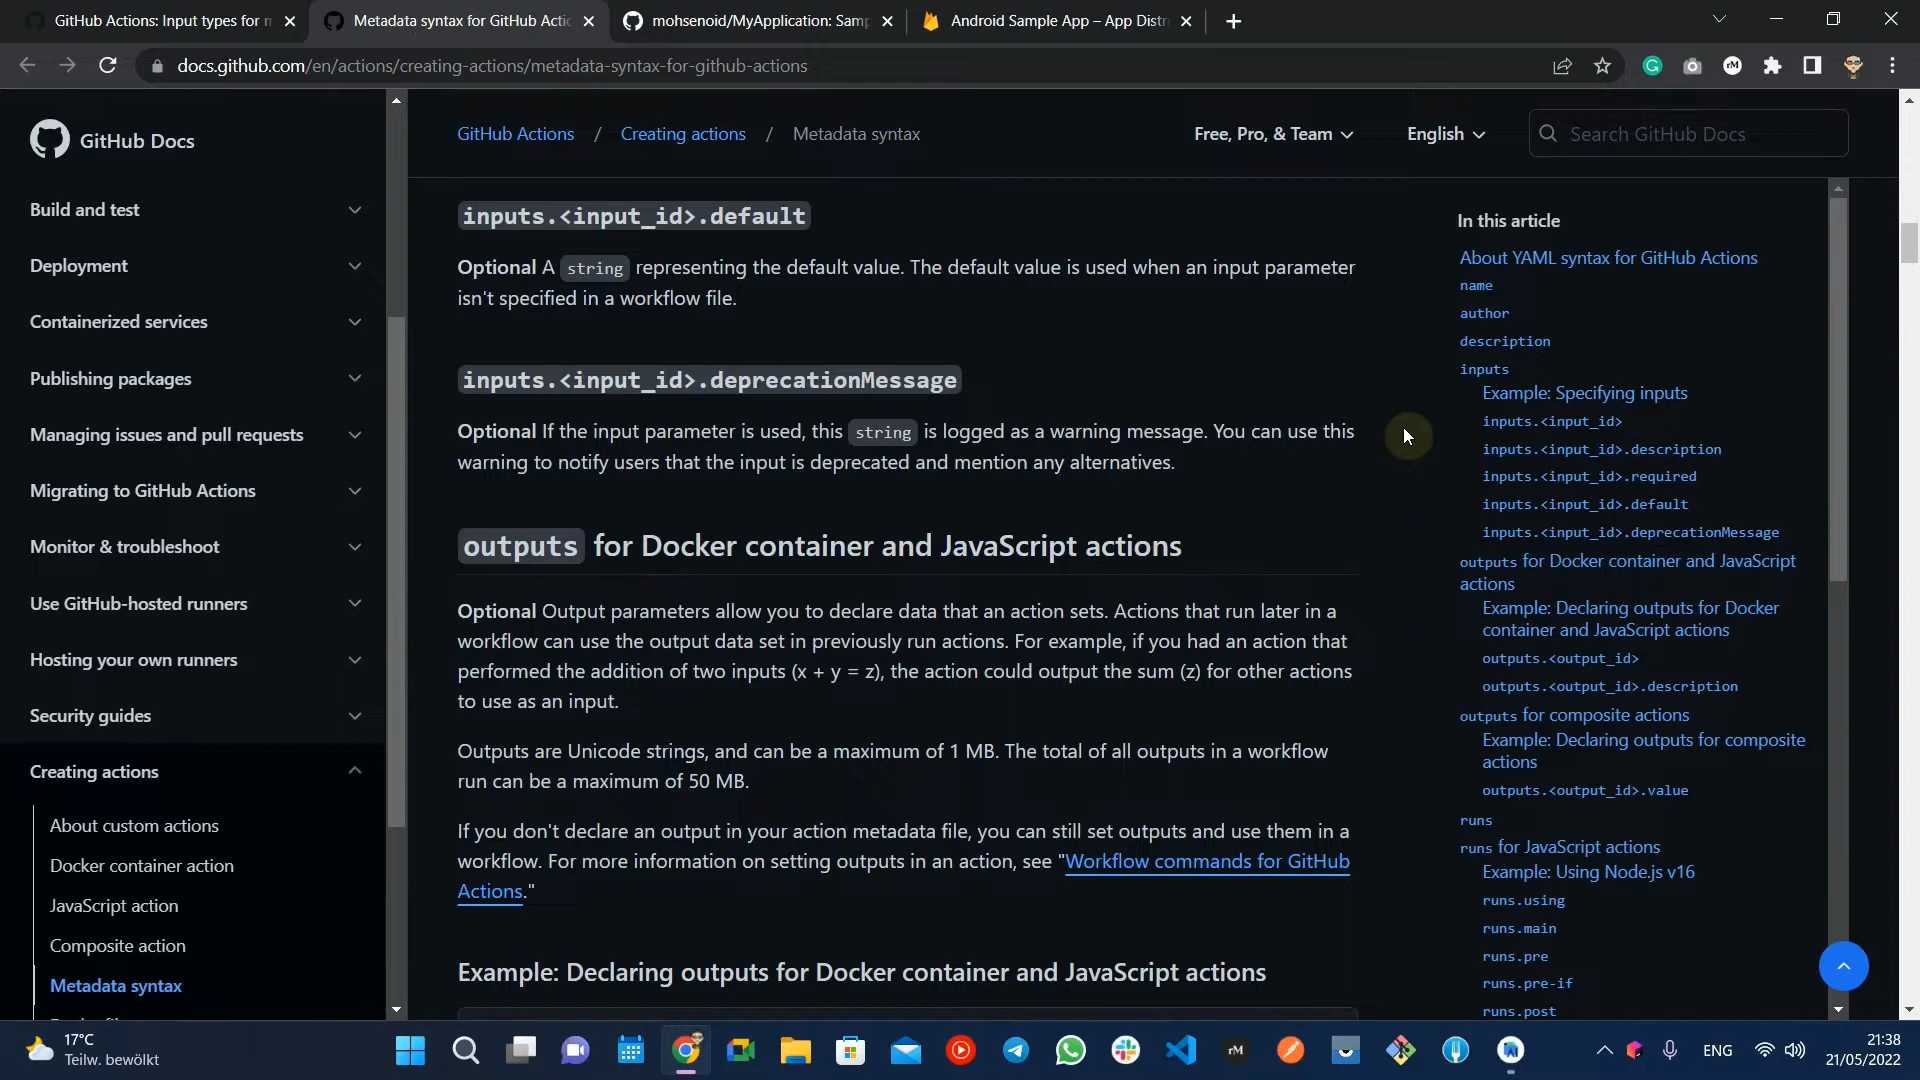 GitHub Actions: Input types for m
Metadata syntax for GitHub Actio
mohsenoid/MyApplication: Samp
Android Sample App – App Distr
docs.github.com/en/actions/creating-actions/metadata-syntax-for-github-actions
GitHub Docs
Build and test
Deployment
Containerized services
Publishing packages
Managing issues and pull requests
Migrating to GitHub Actions
Monitor & troubleshoot
Use GitHub-hosted runners
Hosting your own runners
Security guides
Creating actions
About custom actions
Docker container action
JavaScript action
Composite action
Metadata syntax
GitHub Actions / Creating actions / Metadata syntax
Free, Pro, & Team
English
Search GitHub Docs
inputs.<input_id>.default
Optional A string representing the default value. The default value is used when an input parameter
isn't specified in a workflow file.
inputs.<input_id>.deprecationMessage
Optional If the input parameter is used, this string is logged as a warning message. You can use this
warning to notify users that the input is deprecated and mention any alternatives.
outputs for Docker container and JavaScript actions
Optional Output parameters allow you to declare data that an action sets. Actions that run later in a
workflow can use the output data set in previously run actions. For example, if you had an action that
performed the addition of two inputs (x + y = z), the action could output the sum (z) for other actions
to use as an input.
Outputs are Unicode strings, and can be a maximum of 1 MB. The total of all outputs in a workflow
run can be a maximum of 50 MB.
If you don't declare an output in your action metadata file, you can still set outputs and use them in a
workflow. For more information on setting outputs in an action, see "Workflow commands for GitHub
Actions."
Example: Declaring outputs for Docker container and JavaScript actions
In this article
About YAML syntax for GitHub Actions
name
author
description
inputs
Example: Specifying inputs
inputs.<input_id>
inputs.<input_id>.description
inputs.<input_id>.required
inputs.<input_id>.default
inputs.<input_id>.deprecationMessage
outputs for Docker container and JavaScript
actions
Example: Declaring outputs for Docker
container and JavaScript actions
outputs.<output_id>
outputs.<output_id>.description
outputs for composite actions
Example: Declaring outputs for composite
actions
outputs.<output_id>.value
runs
runs for JavaScript actions
Example: Using Node.js v16
runs.using
runs.main
runs.pre
runs.pre-if
runs.post
17°C
Teilw. bewölkt
rM
ENG
21:38
21/05/2022